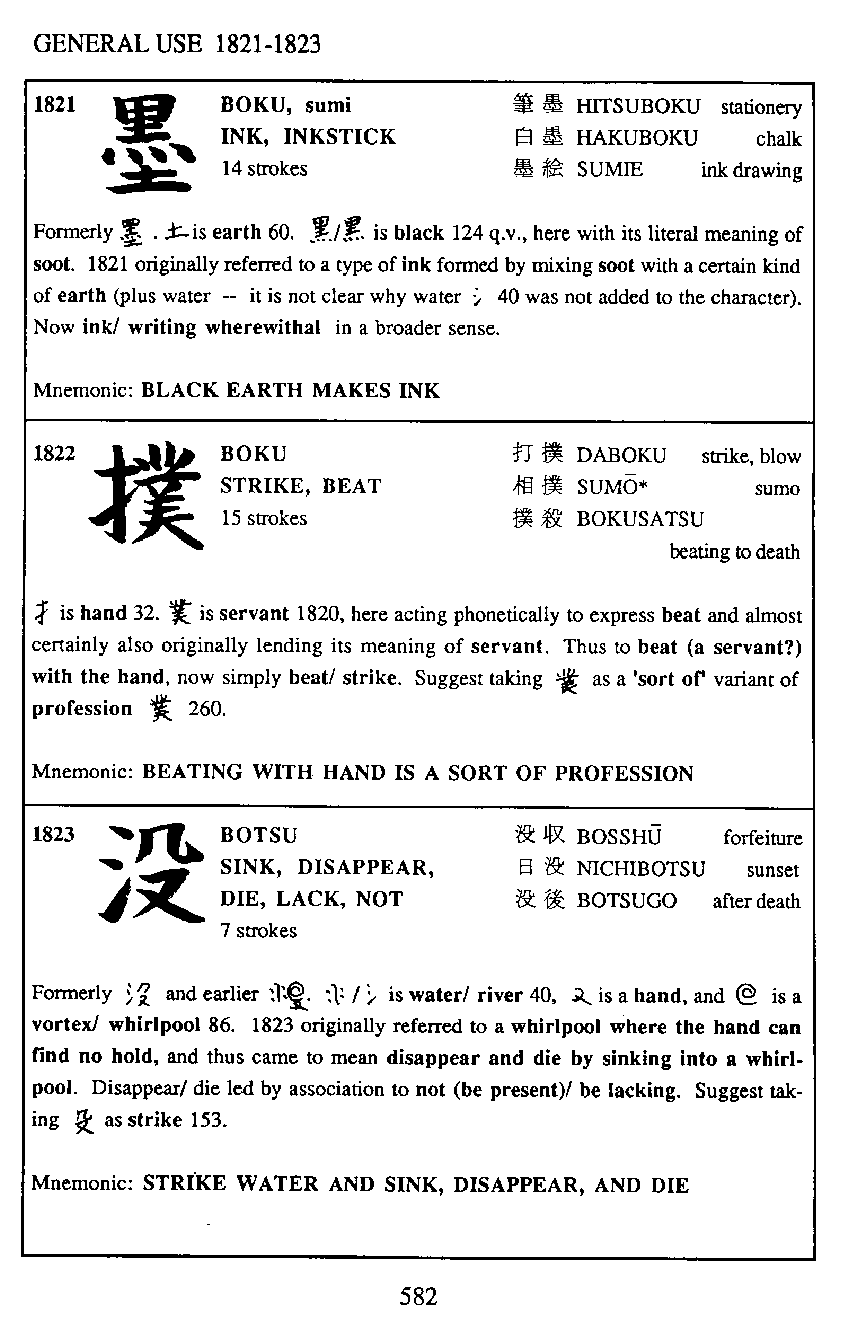 GENERAL USE 1821-1823
1821 墨 BOKU, sumi 筆墨 HITSUBOKU stationery
INK, INKSTICK 白墨 HAKUBOKU chalk
14 strokes 墨絵 SUMIE ink drawing
Formerly 墨. 土 is earth 60. 黑/黒 is black 124 q.v., here with its literal meaning of
soot. 1821 originally referred to a type of ink formed by mixing soot with a certain kind
of earth (plus water -- it is not clear why water 氵 40 was not added to the character).
Now ink/ writing wherewithal in a broader sense.
Mnemonic: BLACK EARTH MAKES INK
1822 撲 BOKU 打撲 DABOKU strike, blow
STRIKE, BEAT 相撲 SUMŌ* sumo
15 strokes 撲殺 BOKUSATSU
beating to death
扌 is hand 32. 菐 is servant 1820, here acting phonetically to express beat and almost
certainly also originally lending its meaning of servant. Thus to beat (a servant?)
with the hand, now simply beat/ strike. Suggest taking 菐 as a 'sort of' variant of
profession 業 260.
Mnemonic: BEATING WITH HAND IS A SORT OF PROFESSION
1823 没 BOTSU 没収 BOSSHŪ forfeiture
SINK, DISAPPEAR, 日没 NICHIBOTSU sunset
DIE, LACK, NOT 没後 BOTSUGO after death
7 strokes
Formerly 沒 and earlier . / 氵 is water/ river 40, 又 is a hand, and is a
vortex/ whirlpool 86. 1823 originally referred to a whirlpool where the hand can
find no hold, and thus came to mean disappear and die by sinking into a whirl-
pool. Disappear/ die led by association to not (be present)/ be lacking. Suggest tak-
ing 殳 as strike 153.
Mnemonic: STRIKE WATER AND SINK, DISAPPEAR, AND DIE
582